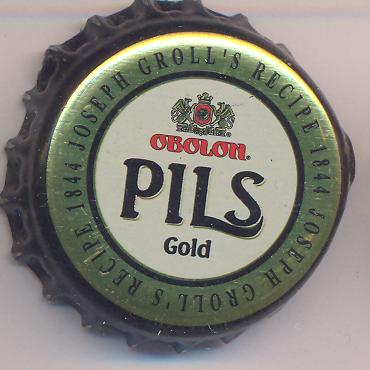 1844 JOSEPH GROLL'S RECIPE 1844 JOSEPH GROLL'S RECIPE
OBOLON®
PILS
Gold